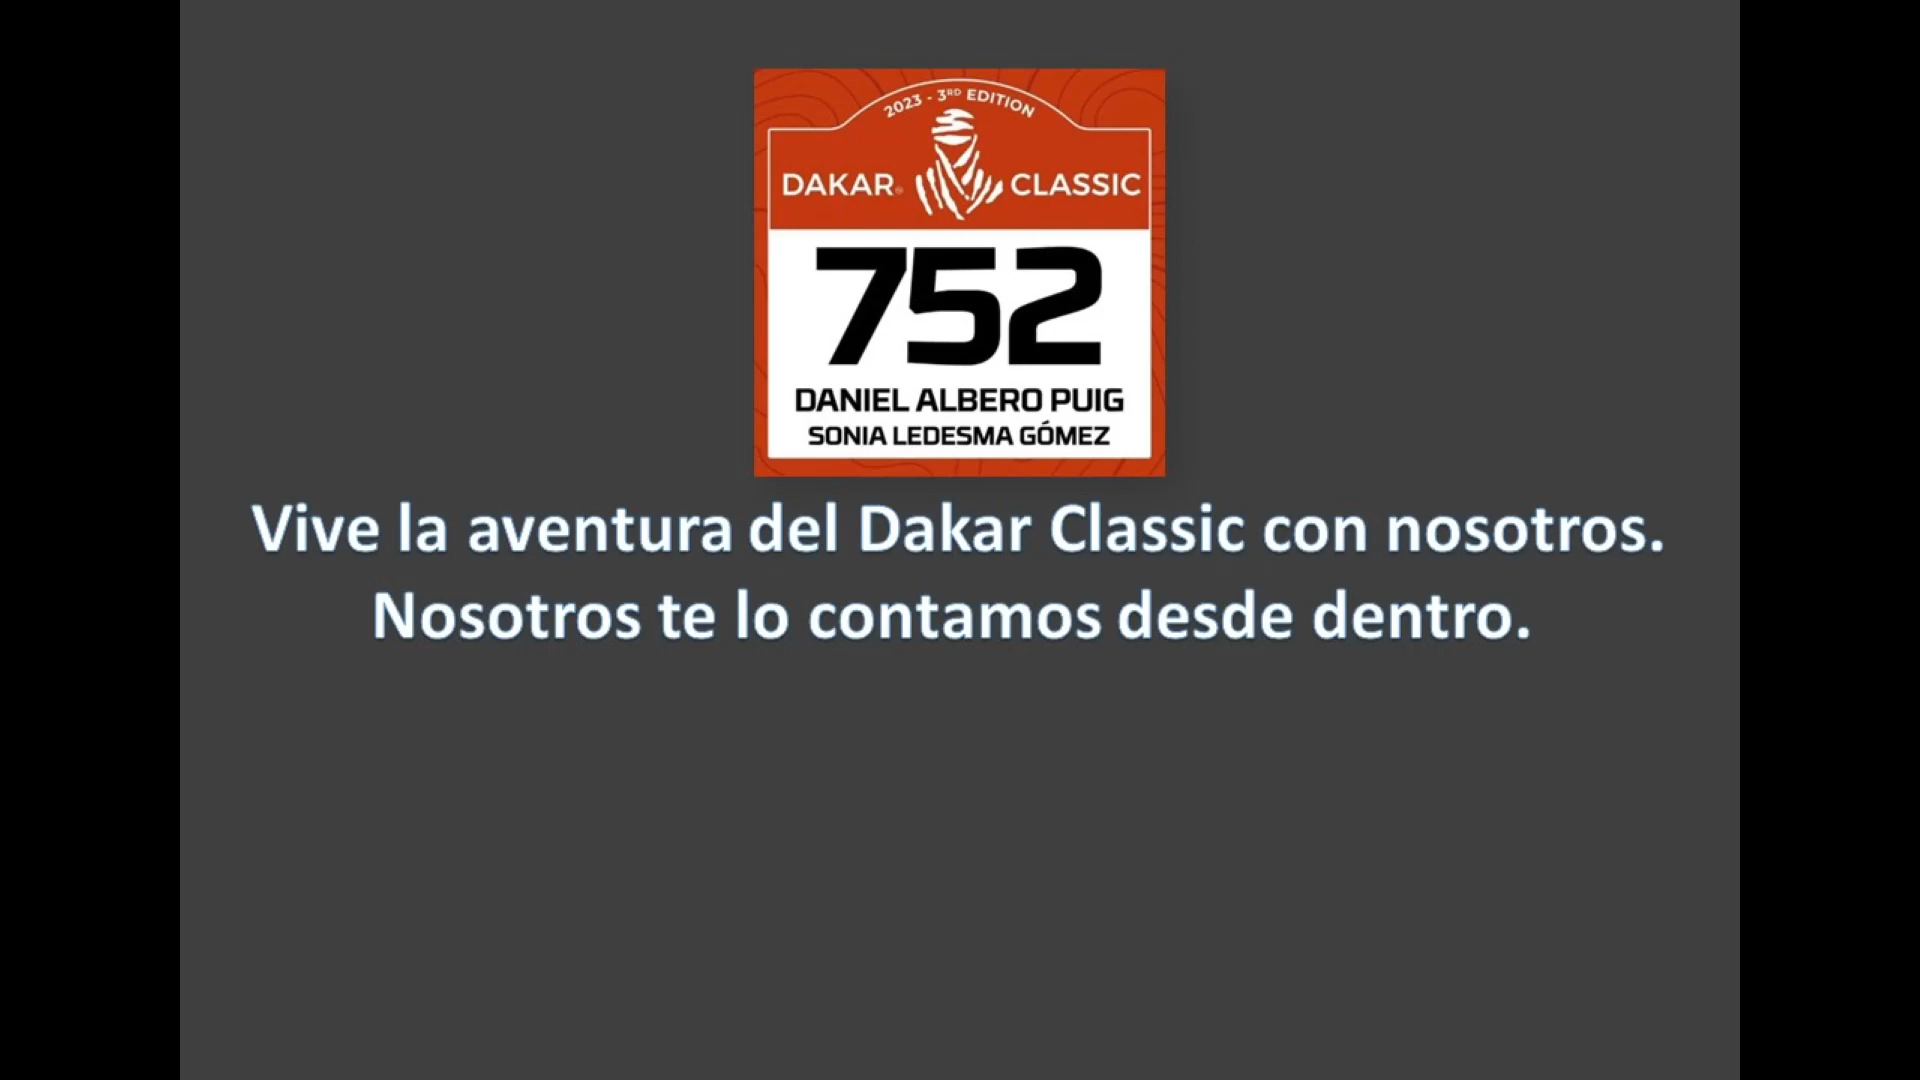 2023 - 3RD EDITION
DAKAR® CLASSIC
752
DANIEL ALBERO PUIG
SONIA LEDESMA GÓMEZ
Vive la aventura del Dakar Classic con nosotros.
Nosotros te lo contamos desde dentro.